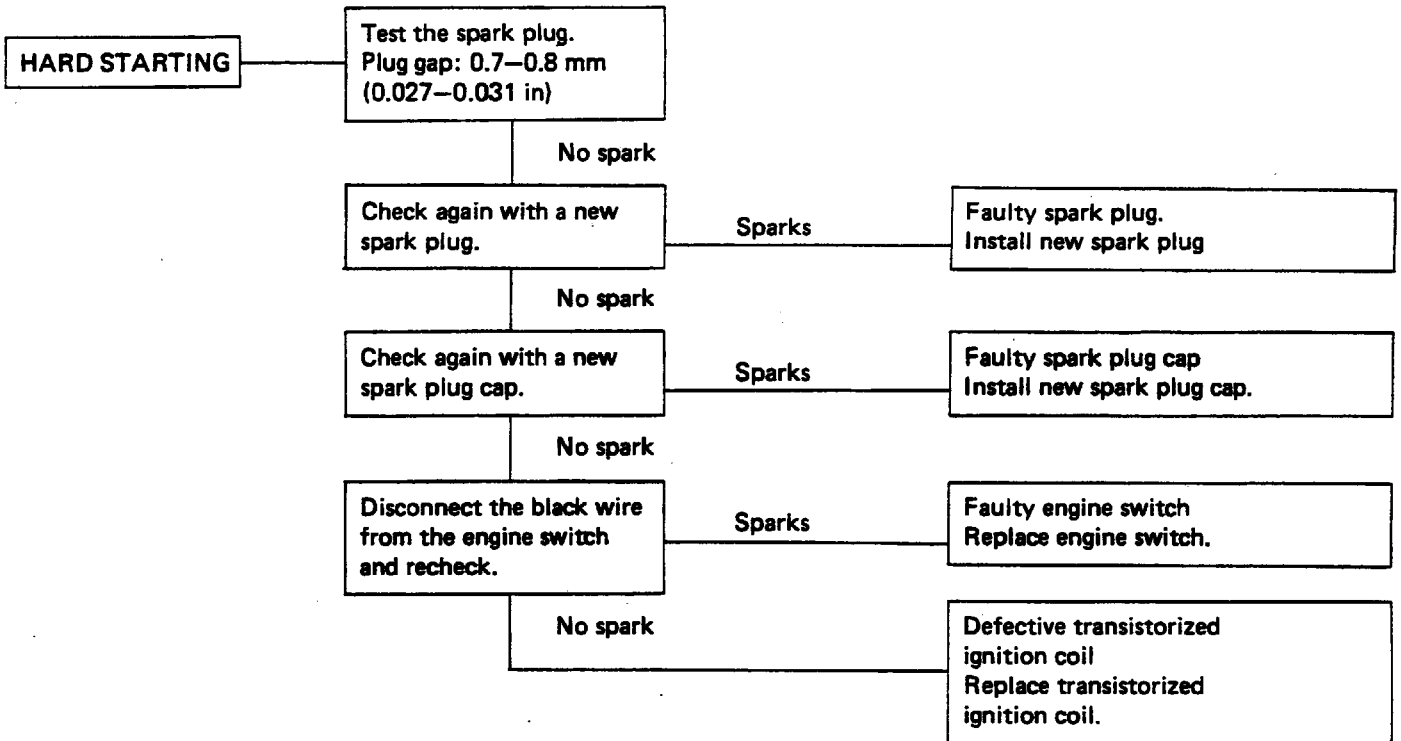 HARD STARTING
Test the spark plug.
Plug gap: 0.7–0.8 mm
(0.027–0.031 in)
No spark
Check again with a new
spark plug.
Sparks
Faulty spark plug.
Install new spark plug
No spark
Check again with a new
spark plug cap.
Sparks
Faulty spark plug cap
Install new spark plug cap.
No spark
Disconnect the black wire
from the engine switch
and recheck.
Sparks
Faulty engine switch
Replace engine switch.
No spark
Defective transistorized
ignition coil
Replace transistorized
ignition coil.